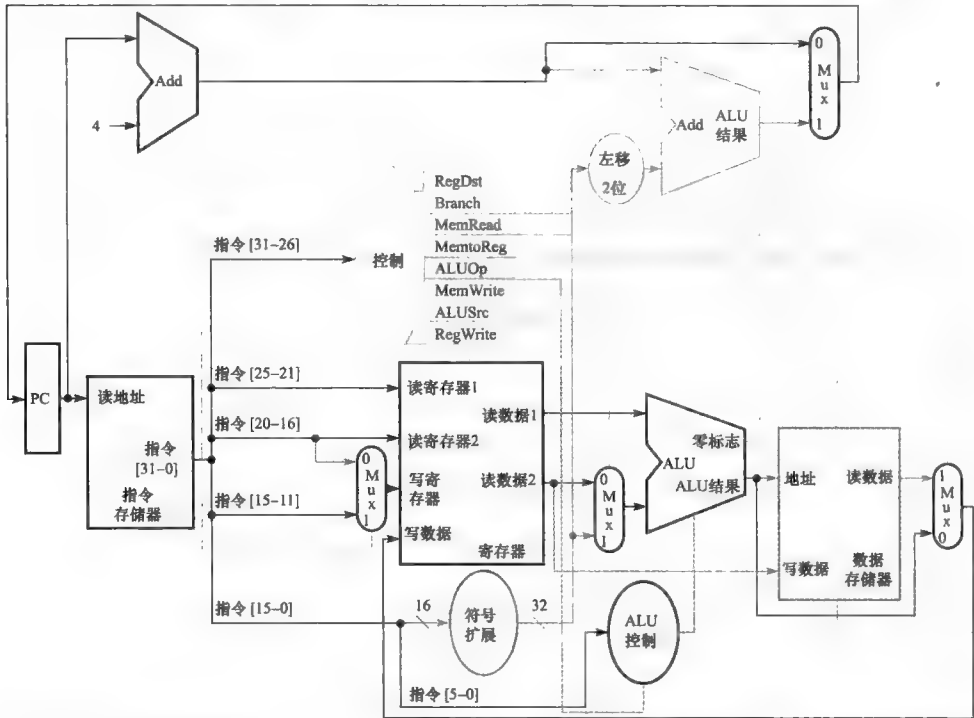 Add
4
0
Mux
1
Add
ALU
结果
左移
2位
RegDst
Branch
MemRead
MemtoReg
ALUOp
MemWrite
ALUSrc
RegWrite
指令 [31-26]
控制
PC
读地址
指令
[31-0]
指令
存储器
指令 [25-21]
指令 [20-16]
指令 [15-11]
指令 [15-0]
指令 [5-0]
0
Mux
1
读寄存器1
读寄存器2
写寄
存器
写数据
读数据1
读数据2
寄存器
16
符号
扩展
32
0
Mux
1
零标志
ALU
ALU结果
ALU
控制
地址
读数据
写数据
数据
存储器
1
Mux
0